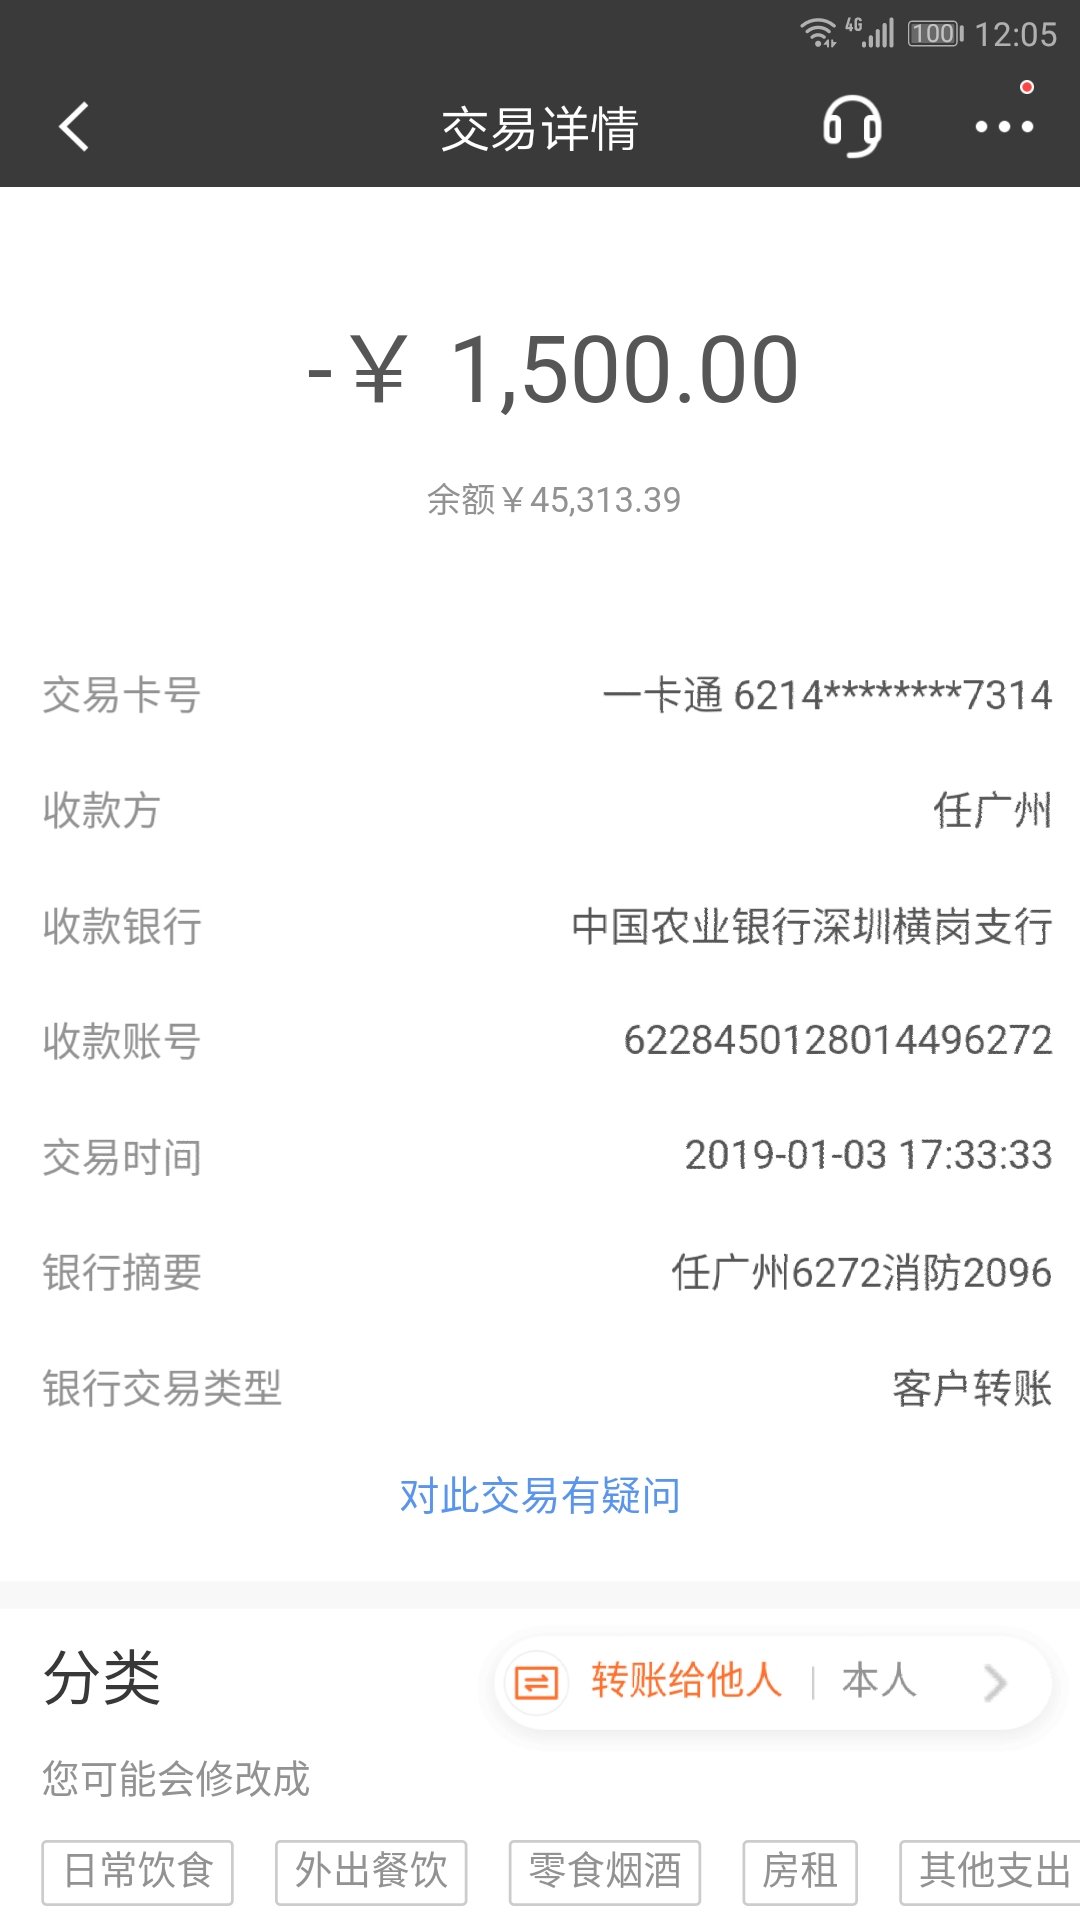 4G 100 12:05
交易详情
-￥ 1,500.00
余额￥45,313.39
交易卡号 一卡通 6214********7314
收款方 任广州
收款银行 中国农业银行深圳横岗支行
收款账号 6228450128014496272
交易时间 2019-01-03 17:33:33
银行摘要 任广州6272消防2096
银行交易类型 客户转账
对此交易有疑问
分类 转账给他人 | 本人
您可能会修改成
日常饮食 外出餐饮 零食烟酒 房租 其他支出